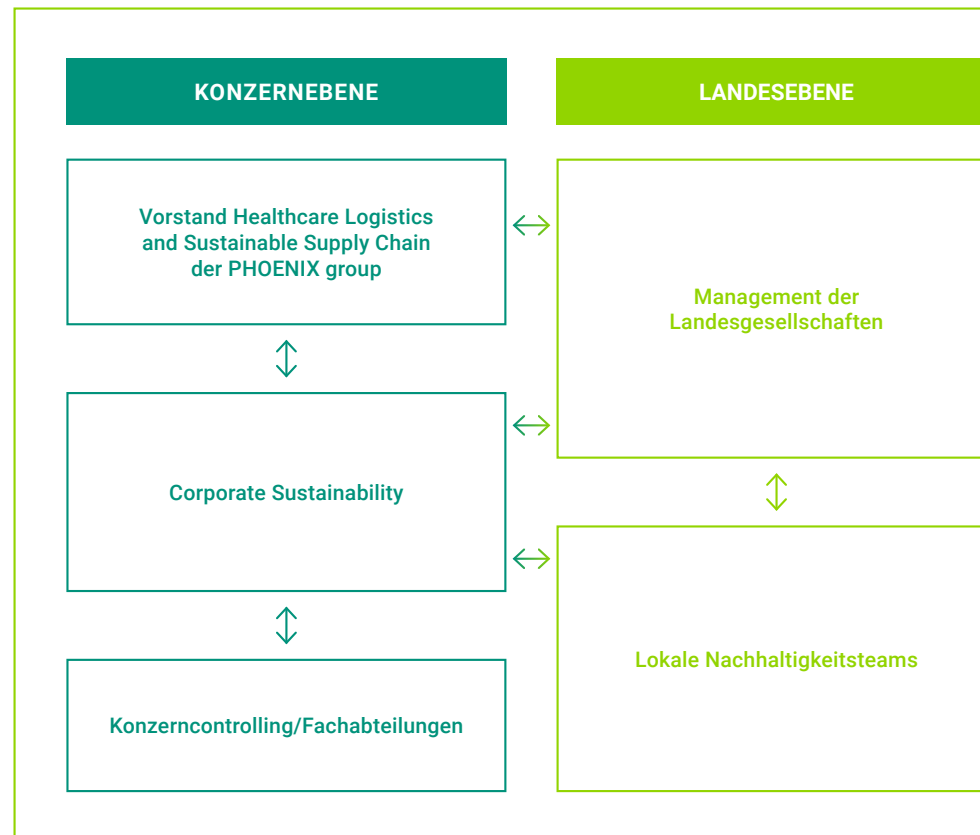 KONZERNEBENE
Vorstand Healthcare Logistics
and Sustainable Supply Chain
der PHOENIX group
Corporate Sustainability
Konzerncontrolling/Fachabteilungen
LANDESEBENE
Management der
Landesgesellschaften
Lokale Nachhaltigkeitsteams